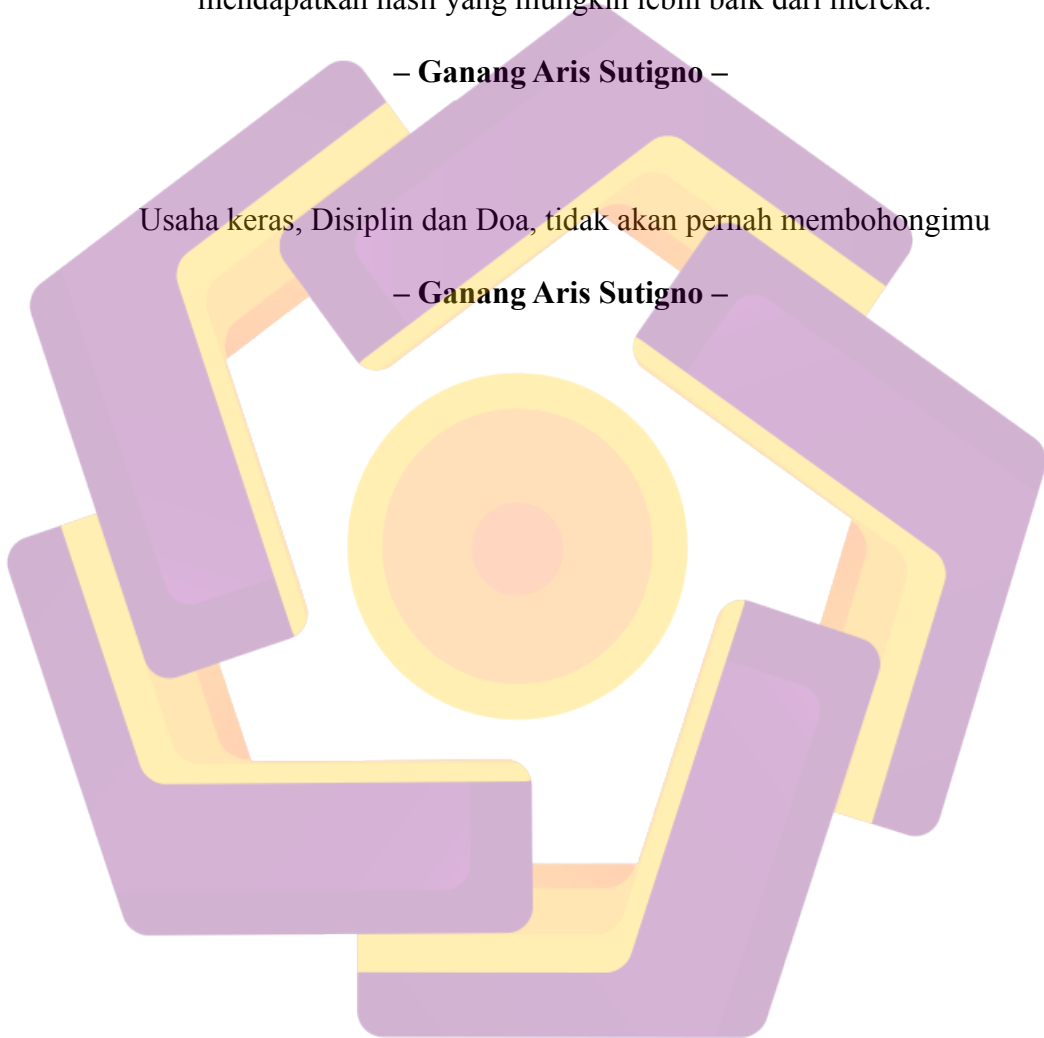 mendapatkan hasil yang mungkin lebih baik dari mereka.
– Ganang Aris Sutigno –
Usaha keras, Disiplin dan Doa, tidak akan pernah membohongimu
– Ganang Aris Sutigno –